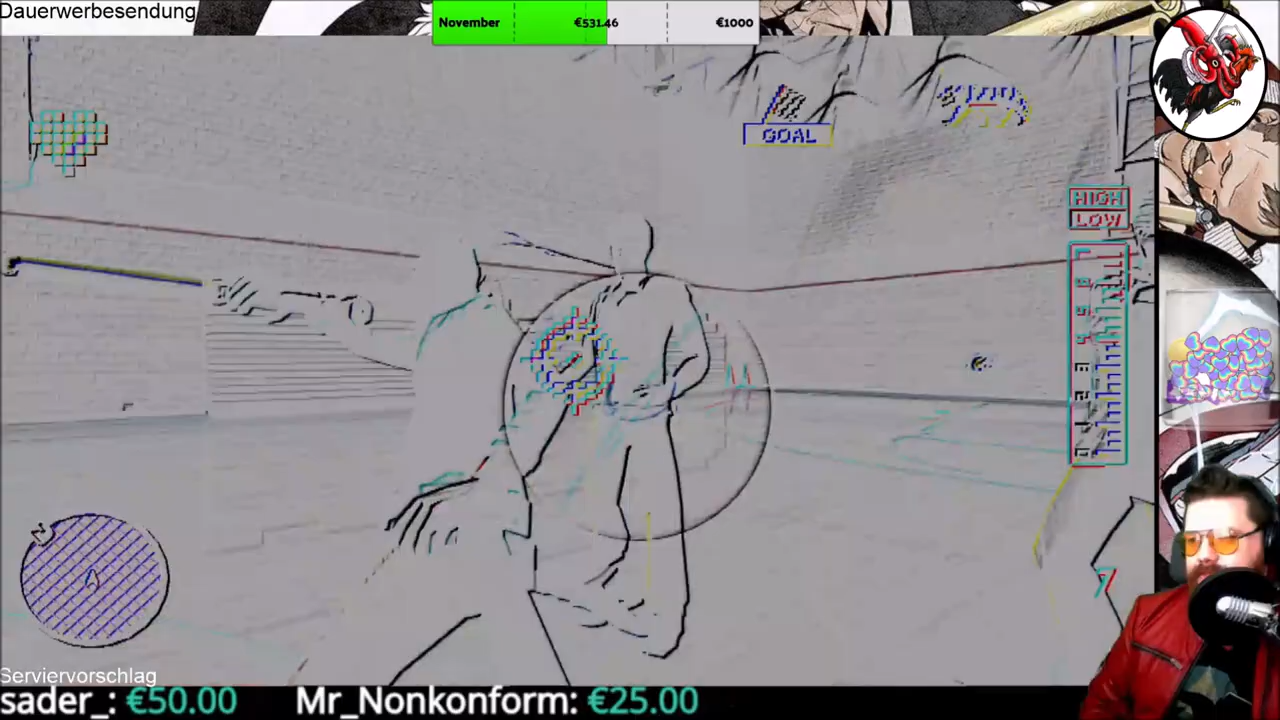 Dauerwerbesendung
November €531.46 €1000
GOAL
HIGH
LOW
Serviervorschlag
sader_: €50.00 Mr_Nonkonform: €25.00